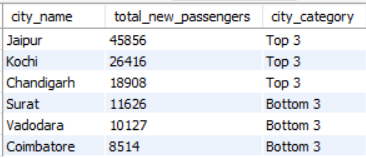 city_name total_new_passengers city_category
Jaipur 45856 Top 3
Kochi 26416 Top 3
Chandigarh 18908 Top 3
Surat 11626 Bottom 3
Vadodara 10127 Bottom 3
Coimbatore 8514 Bottom 3